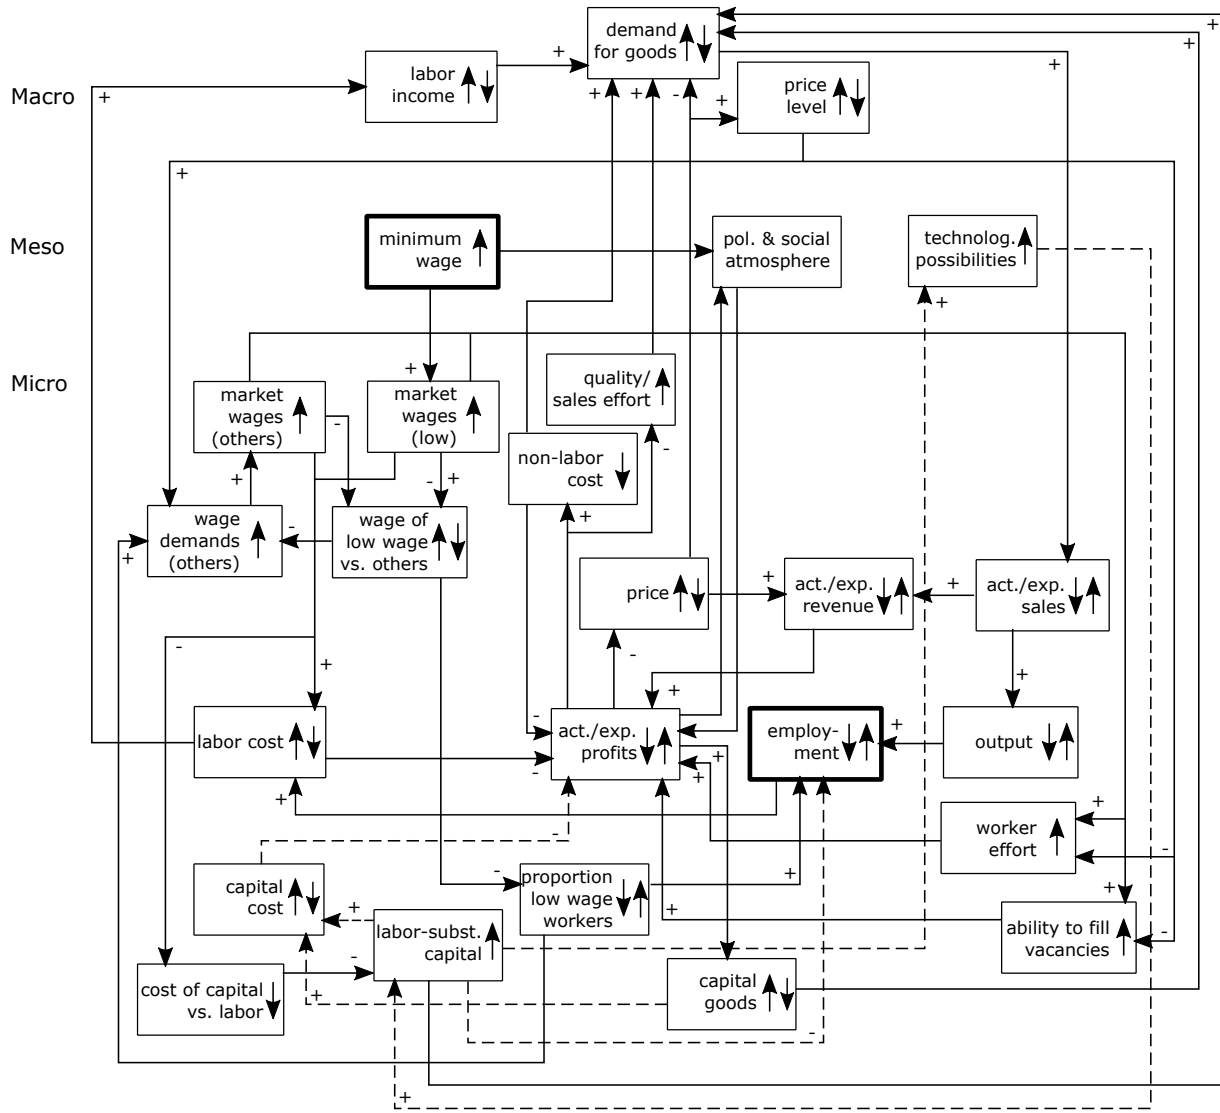 demand
for goods
+
+
+
+
labor
income
Macro
+
+
+
-
+
price
level
+
Meso
minimum
wage
pol. & social
atmosphere
technolog.
possibilities
+
Micro
+
market
wages
(others)
market
wages
(low)
quality/
sales effort
-
-
non-labor
cost
-
+
+
wage
demands
(others)
-
wage of
low wage
vs. others
+
+
price
+
act./exp.
revenue
+
act./exp.
sales
-
-
+
+
+
labor cost
-
act./exp.
profits
-
+
+
employ-
ment
+
output
+
-
+
worker
effort
-
capital
cost
+
-
proportion
low wage
workers
+
+
+
ability to fill
vacancies
-
labor-subst.
capital
cost of capital
vs. labor
-
+
capital
goods
-
+